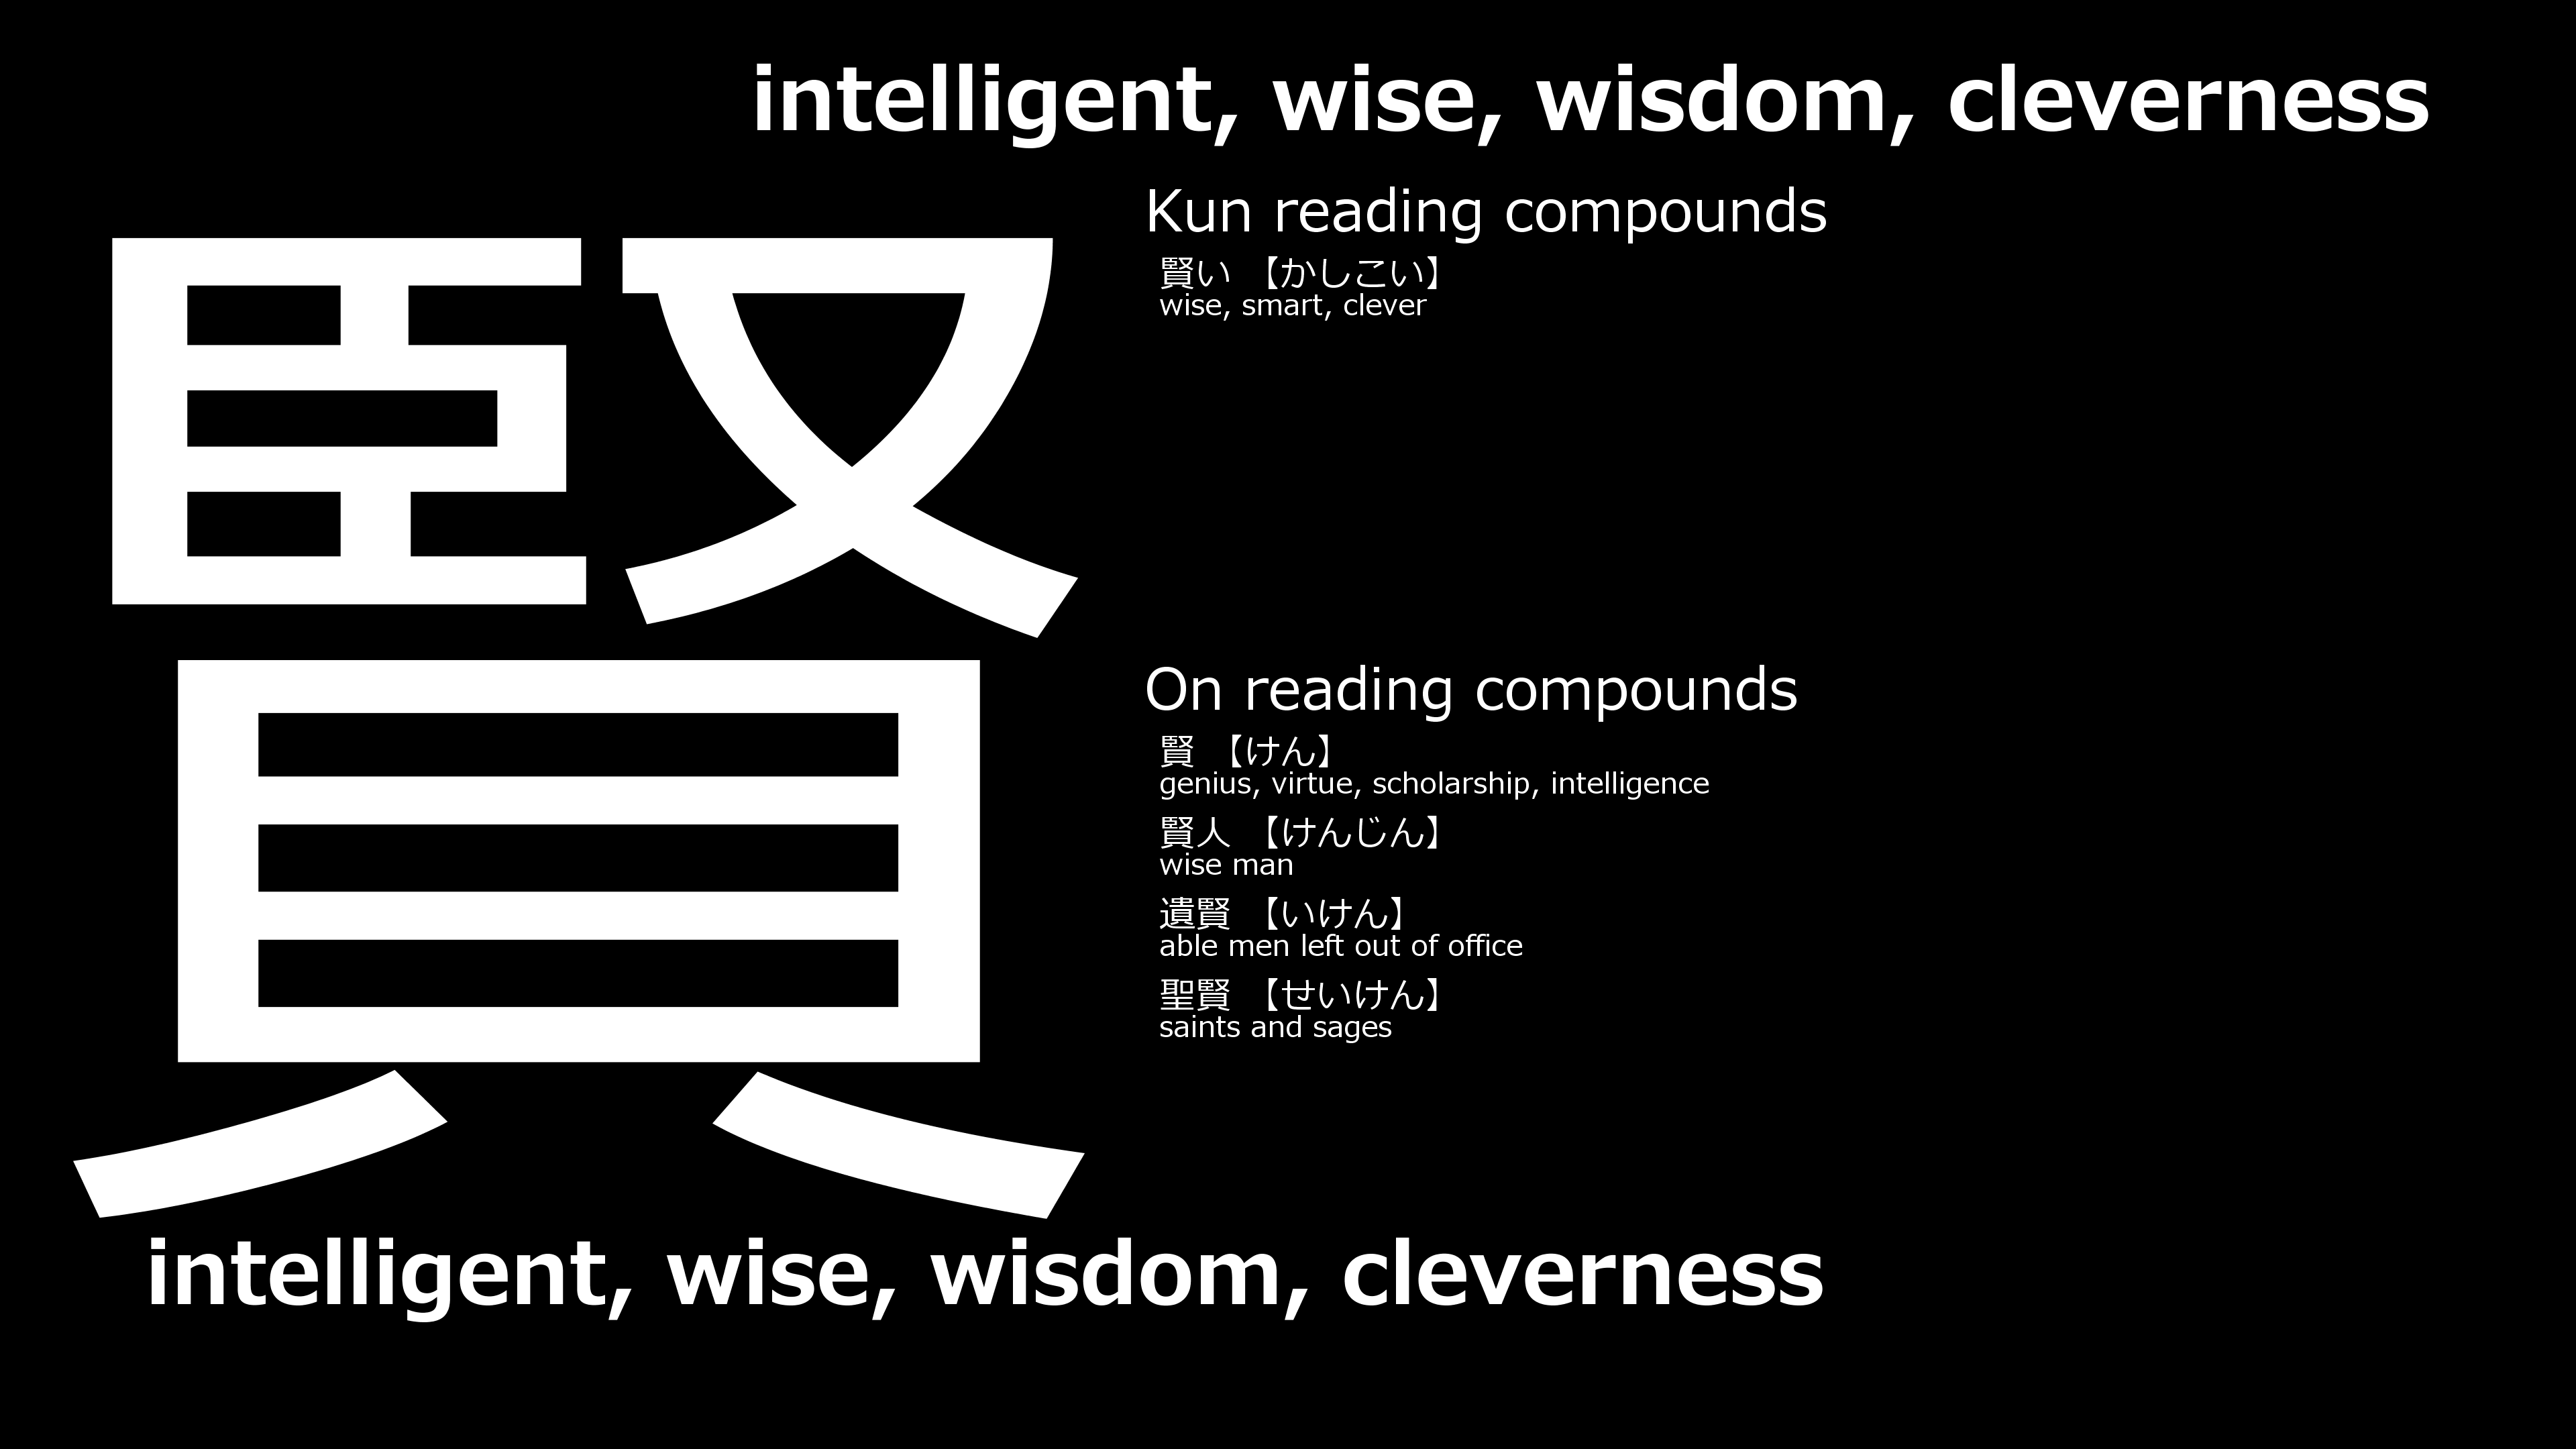 intelligent, wise, wisdom, cleverness
賢
Kun reading compounds
賢い 【かしこい】
wise, smart, clever
On reading compounds
賢 【けん】
genius, virtue, scholarship, intelligence
賢人 【けんじん】
wise man
遺賢 【いけん】
able men left out of office
聖賢 【せいけん】
saints and sages
intelligent, wise, wisdom, cleverness